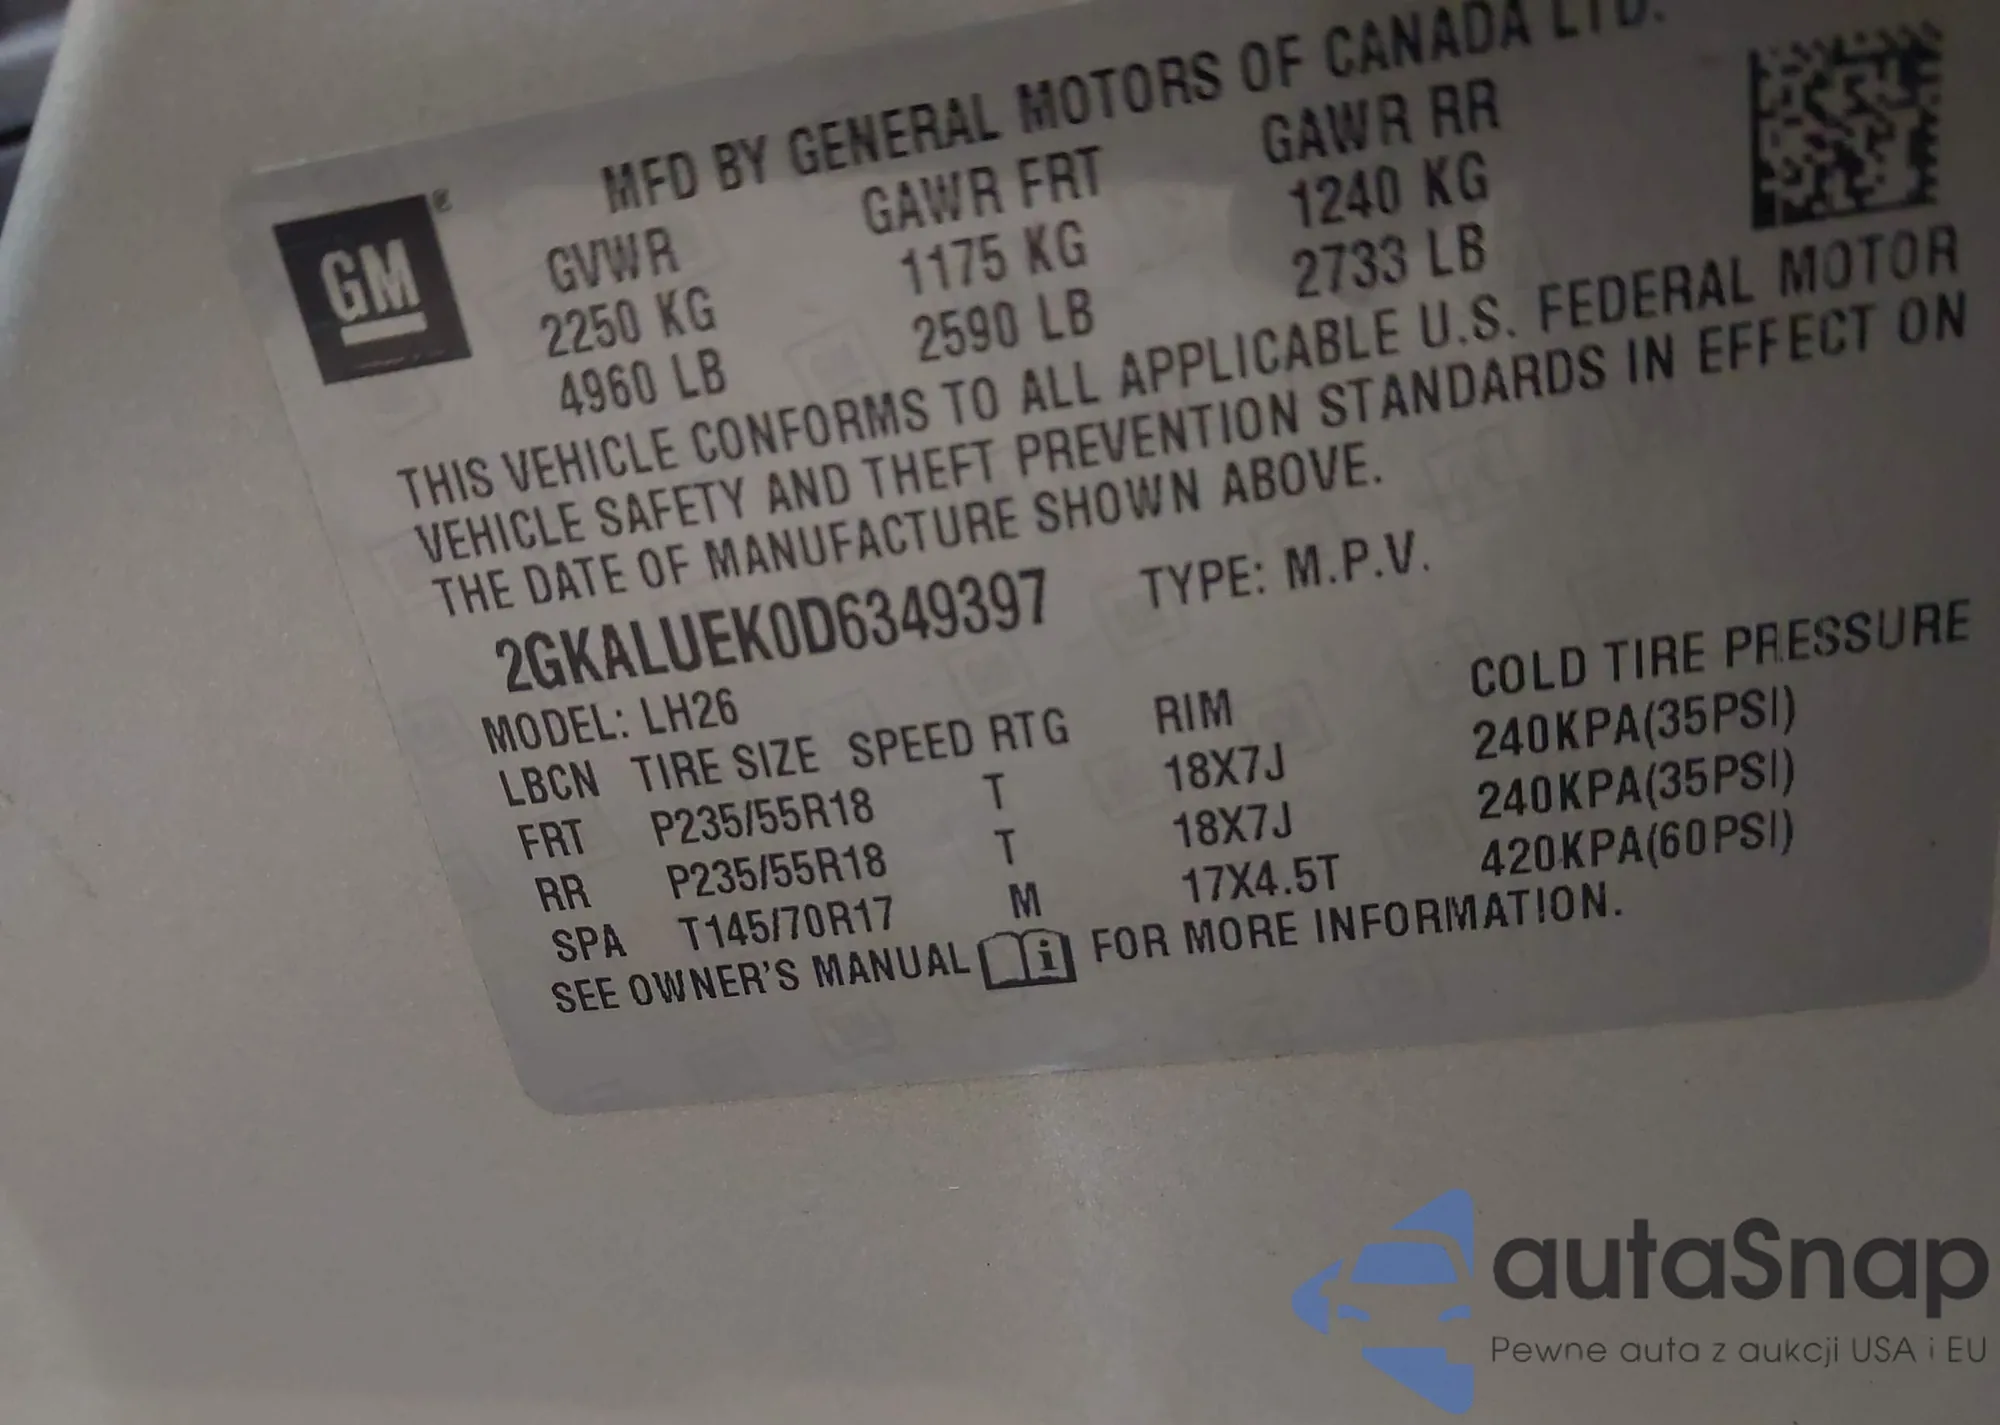 MFD BY GENERAL MOTORS OF CANADA LTD.
GM®
GVWR GAWR FRT GAWR RR
2250 KG 1175 KG 1240 KG
4960 LB 2590 LB 2733 LB
THIS VEHICLE CONFORMS TO ALL APPLICABLE U.S. FEDERAL MOTOR
VEHICLE SAFETY AND THEFT PREVENTION STANDARDS IN EFFECT ON
THE DATE OF MANUFACTURE SHOWN ABOVE.
2GKALUEK0D6349397 TYPE: M.P.V.
MODEL: LH26
LBCN TIRE SIZE SPEED RTG RIM COLD TIRE PRESSURE
FRT P235/55R18 T 18X7J 240KPA(35PSI)
RR P235/55R18 T 18X7J 240KPA(35PSI)
SPA T145/70R17 M 17X4.5T 420KPA(60PSI)
SEE OWNER'S MANUAL i FOR MORE INFORMATION.
autaSnap
Pewne auta z aukcji USA i EU